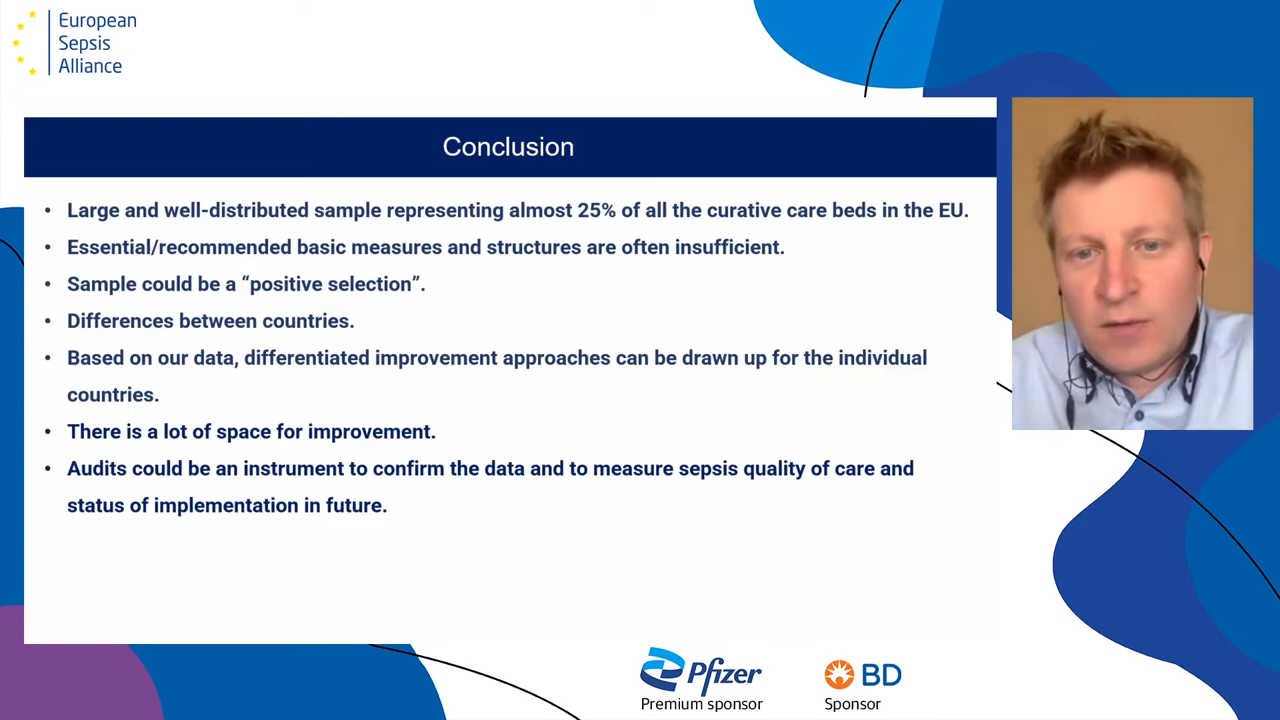 European
Sepsis
Alliance
Conclusion
• Large and well-distributed sample representing almost 25% of all the curative care beds in the EU.
• Essential/recommended basic measures and structures are often insufficient.
• Sample could be a “positive selection”.
• Differences between countries.
• Based on our data, differentiated improvement approaches can be drawn up for the individual
countries.
• There is a lot of space for improvement.
• Audits could be an instrument to confirm the data and to measure sepsis quality of care and
status of implementation in future.
Pfizer
Premium sponsor
BD
Sponsor